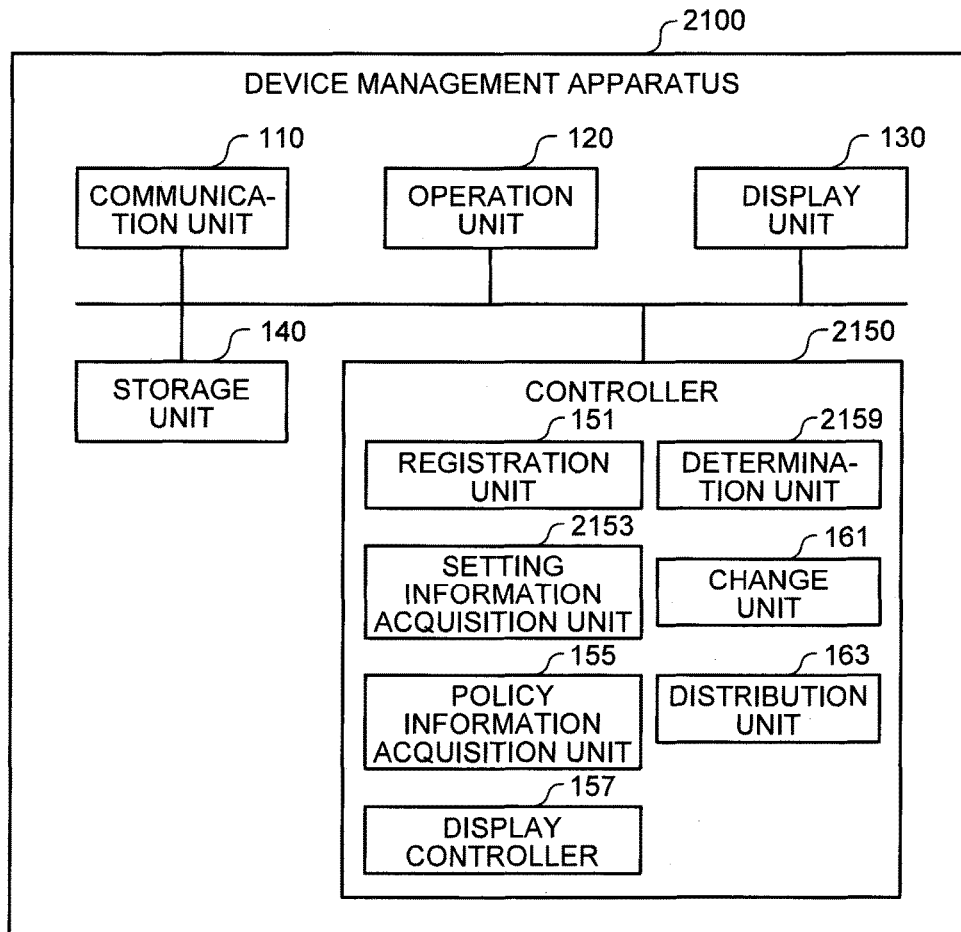 2100
DEVICE MANAGEMENT APPARATUS
110
120
130
COMMUNICA-
TION UNIT
OPERATION
UNIT
DISPLAY
UNIT
140
2150
STORAGE
UNIT
CONTROLLER
151
2159
REGISTRATION
UNIT
DETERMINA-
TION UNIT
2153
161
SETTING
INFORMATION
ACQUISITION UNIT
CHANGE
UNIT
155
163
POLICY
INFORMATION
ACQUISITION UNIT
DISTRIBUTION
UNIT
157
DISPLAY
CONTROLLER